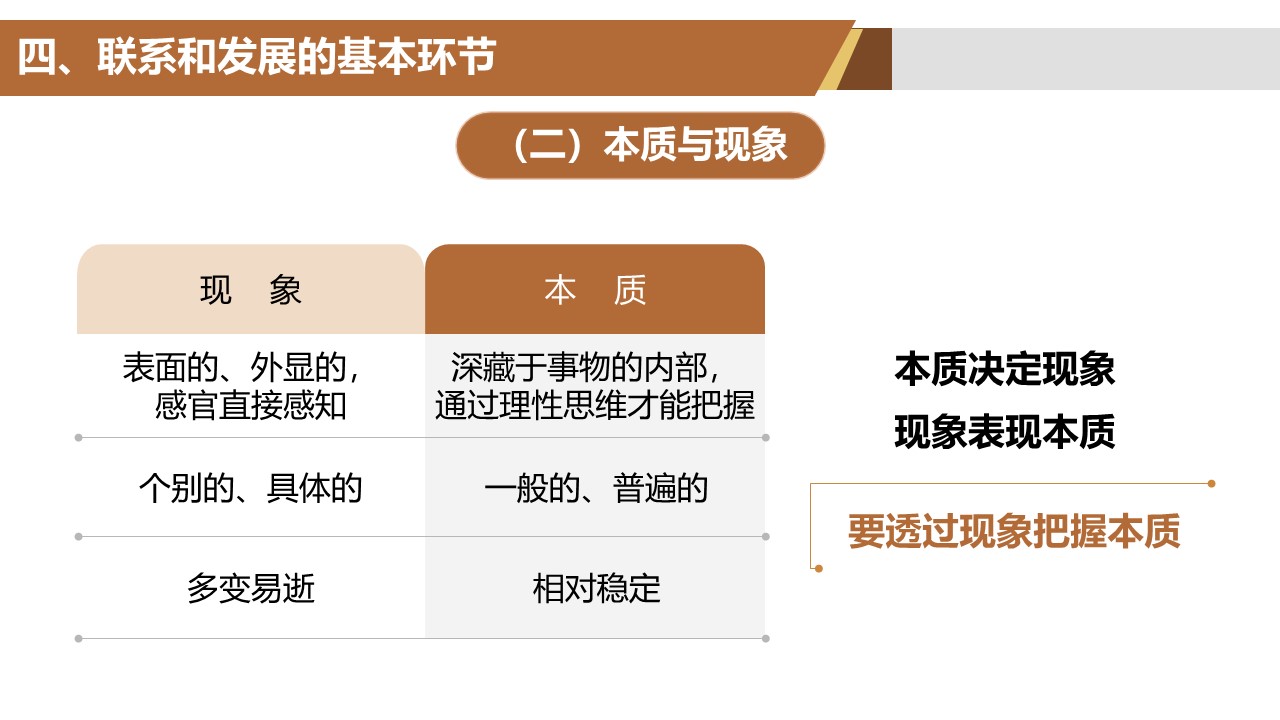 四、联系和发展的基本环节
（二）本质与现象
现 象
本 质
表面的、外显的，
感官直接感知
深藏于事物的内部，
通过理性思维才能把握
个别的、具体的
一般的、普遍的
多变易逝
相对稳定
本质决定现象
现象表现本质
要透过现象把握本质